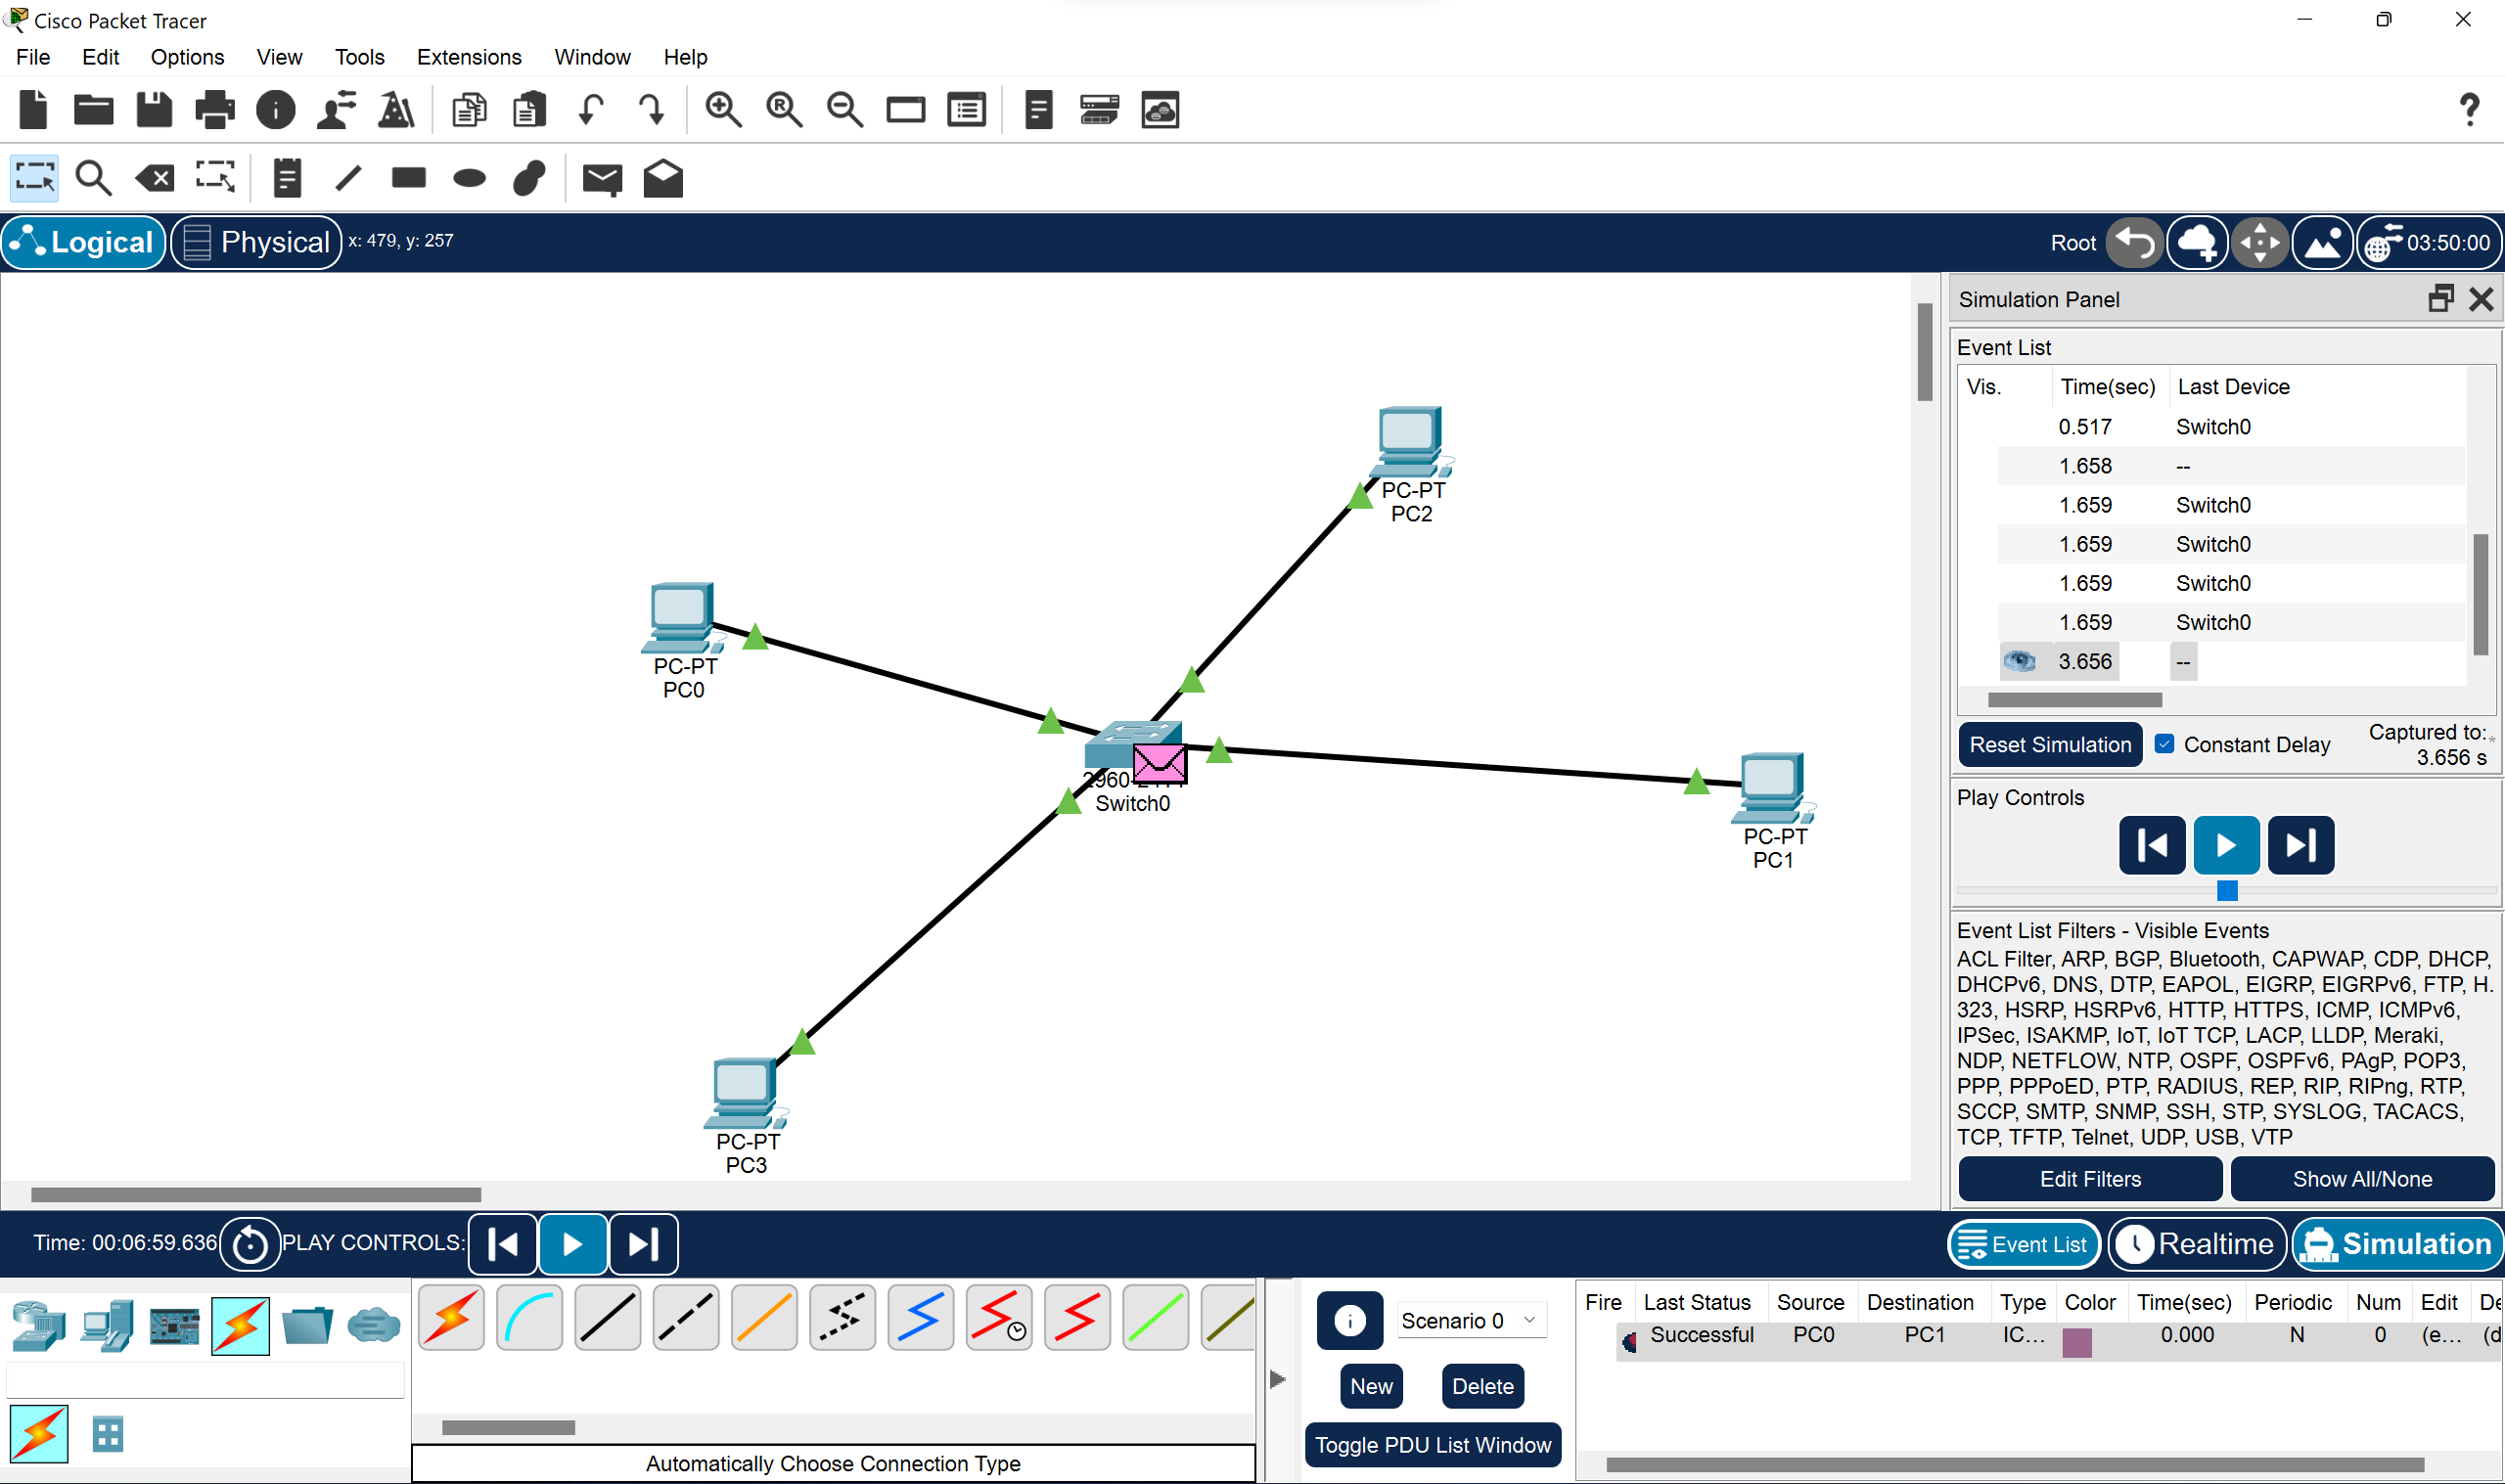 Cisco Packet Tracer
File Edit Options View Tools Extensions Window Help
Logical Physical x: 479, y: 257 Root 03:50:00
Simulation Panel
Event List
Vis. Time(sec) Last Device
0.517 Switch0
1.658 --
1.659 Switch0
1.659 Switch0
1.659 Switch0
1.659 Switch0
3.656 --
Reset Simulation Constant Delay Captured to:*
3.656 s
Play Controls
Event List Filters - Visible Events
ACL Filter, ARP, BGP, Bluetooth, CAPWAP, CDP, DHCP,
DHCPv6, DNS, DTP, EAPOL, EIGRP, EIGRPv6, FTP, H.
323, HSRP, HSRPv6, HTTP, HTTPS, ICMP, ICMPv6,
IPSec, ISAKMP, IoT, IoT TCP, LACP, LLDP, Meraki,
NDP, NETFLOW, NTP, OSPF, OSPFv6, PAgP, POP3,
PPP, PPPoED, PTP, RADIUS, REP, RIP, RIPng, RTP,
SCCP, SMTP, SNMP, SSH, STP, SYSLOG, TACACS,
TCP, TFTP, Telnet, UDP, USB, VTP
Edit Filters Show All/None
PC-PT
PC2
PC-PT
PC0
Switch0
PC-PT
PC1
PC-PT
PC3
Time: 00:06:59.636 PLAY CONTROLS: Event List Realtime Simulation
Scenario 0
New Delete
Toggle PDU List Window
Fire Last Status Source Destination Type Color Time(sec) Periodic Num Edit De
Successful PC0 PC1 IC... 0.000 N 0 (e... (d
Automatically Choose Connection Type